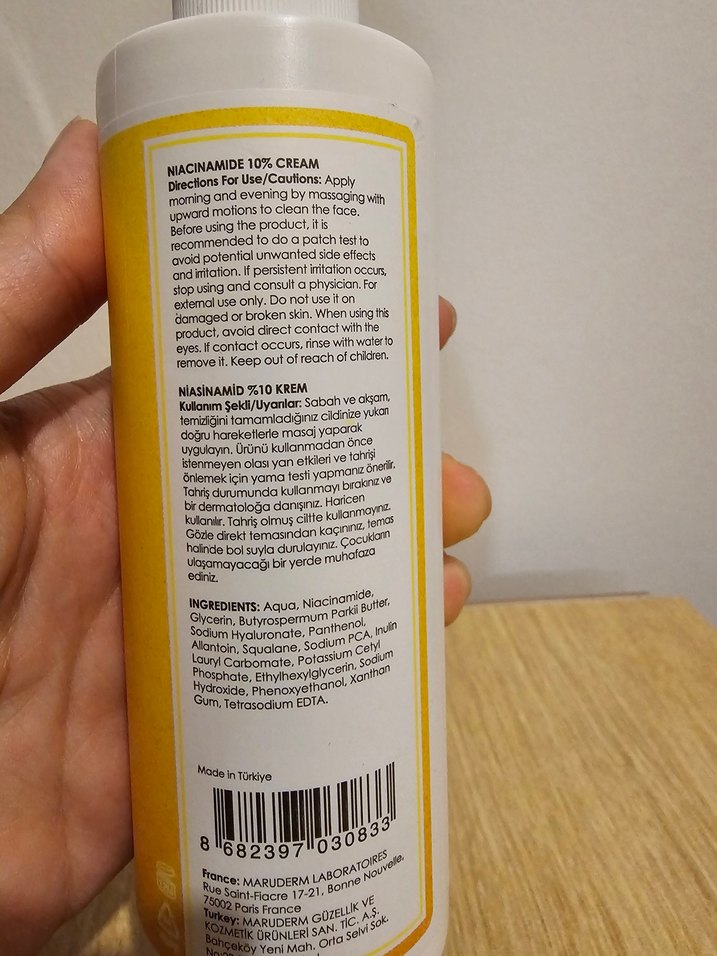 NIACINAMIDE 10% CREAM
Directions For Use/Cautions: Apply
morning and evening by massaging with
upward motions to clean the face.
Before using the product, it is
recommended to do a patch test to
avoid potential unwanted side effects
and irritation. If persistent irritation occurs,
stop using and consult a physician. For
external use only. Do not use it on
damaged or broken skin. When using this
product, avoid direct contact with the
eyes. If contact occurs, rinse with water to
remove it. Keep out of reach of children.
NİASİNAMİD %10 KREM
Kullanım Şekli/Uyarılar: Sabah ve akşam,
temizliğini tamamladığınız cildinize yukarı
doğru hareketlerle masaj yaparak
uygulayın. Ürünü kullanmadan önce
istenmeyen olası yan etkileri ve tahrişi
önlemek için yama testi yapmanız önerilir.
Tahriş durumunda kullanmayı bırakınız ve
bir dermatoloğa danışınız. Haricen
kullanılır. Tahriş olmuş ciltte kullanmayınız.
Gözle direkt temasından kaçınınız, temas
halinde bol suyla durulayınız. Çocukların
ulaşamayacağı bir yerde muhafaza
ediniz.
INGREDIENTS: Aqua, Niacinamide,
Glycerin, Butyrospermum Parkii Butter,
Sodium Hyaluronate, Panthenol,
Allantoin, Squalane, Sodium PCA, Inulin
Lauryl Carbomate, Potassium Cetyl
Phosphate, Ethylhexylglycerin, Sodium
Hydroxide, Phenoxyethanol, Xanthan
Gum, Tetrasodium EDTA.
Made in Türkiye
8 682397 030833
France: MARUDERM LABORATOIRES
Rue Saint-Fiacre 17-21, Bonne Nouvelle,
75002 Paris France
Turkey: MARUDERM GÜZELLİK VE
KOZMETİK ÜRÜNLERİ SAN. TİC. A.Ş.
Bahçeköy Yeni Mah. Orta Selvi Sok.